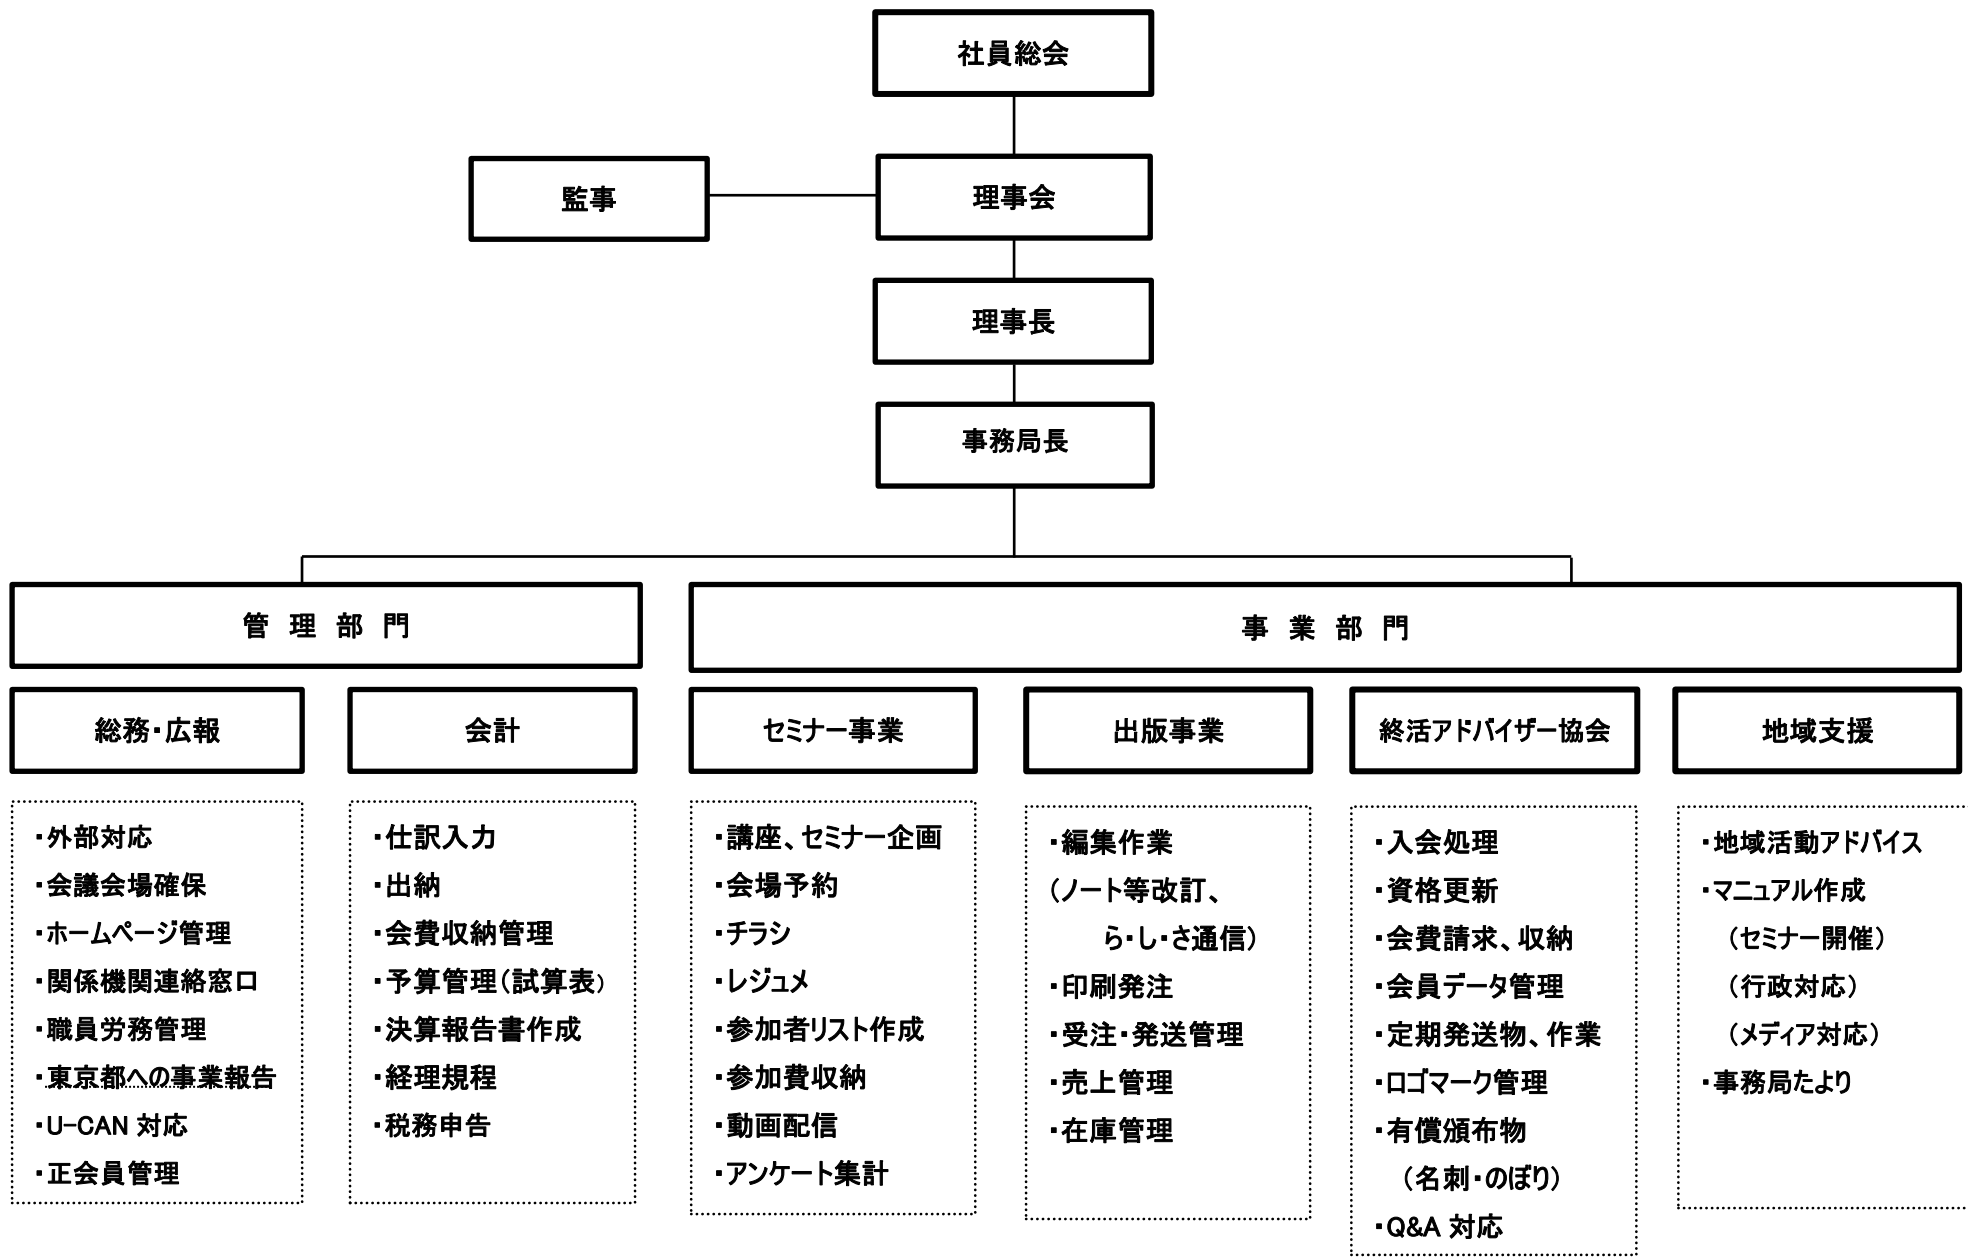 社員総会
監事
理事会
理事長
事務局長
管 理 部 門
事 業 部 門
総務・広報
会計
セミナー事業
出版事業
終活アドバイザー協会
地域支援
・外部対応
・会議会場確保
・ホームページ管理
・関係機関連絡窓口
・職員労務管理
・東京都への事業報告
・U-CAN 対応
・正会員管理
・仕訳入力
・出納
・会費収納管理
・予算管理（試算表）
・決算報告書作成
・経理規程
・税務申告
・講座、セミナー企画
・会場予約
・チラシ
・レジュメ
・参加者リスト作成
・参加費収納
・動画配信
・アンケート集計
・編集作業
（ノート等改訂、
ら・し・さ通信）
・印刷発注
・受注・発送管理
・売上管理
・在庫管理
・入会処理
・資格更新
・会費請求、収納
・会員データ管理
・定期発送物、作業
・ロゴマーク管理
・有償頒布物
（名刺・のぼり）
・Q&A 対応
・地域活動アドバイス
・マニュアル作成
（セミナー開催）
（行政対応）
（メディア対応）
・事務局たより